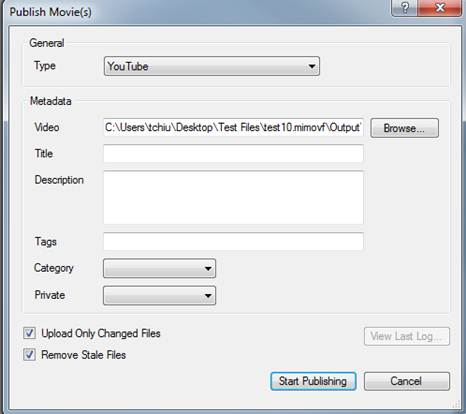 Publish Movie(s)
General
Type YouTube
Metadata
Video C:\Users\tchiu\Desktop\Test Files\test10.mimovf\Output\ Browse...
Title
Description
Tags
Category
Private
Upload Only Changed Files View Last Log...
Remove Stale Files
Start Publishing Cancel